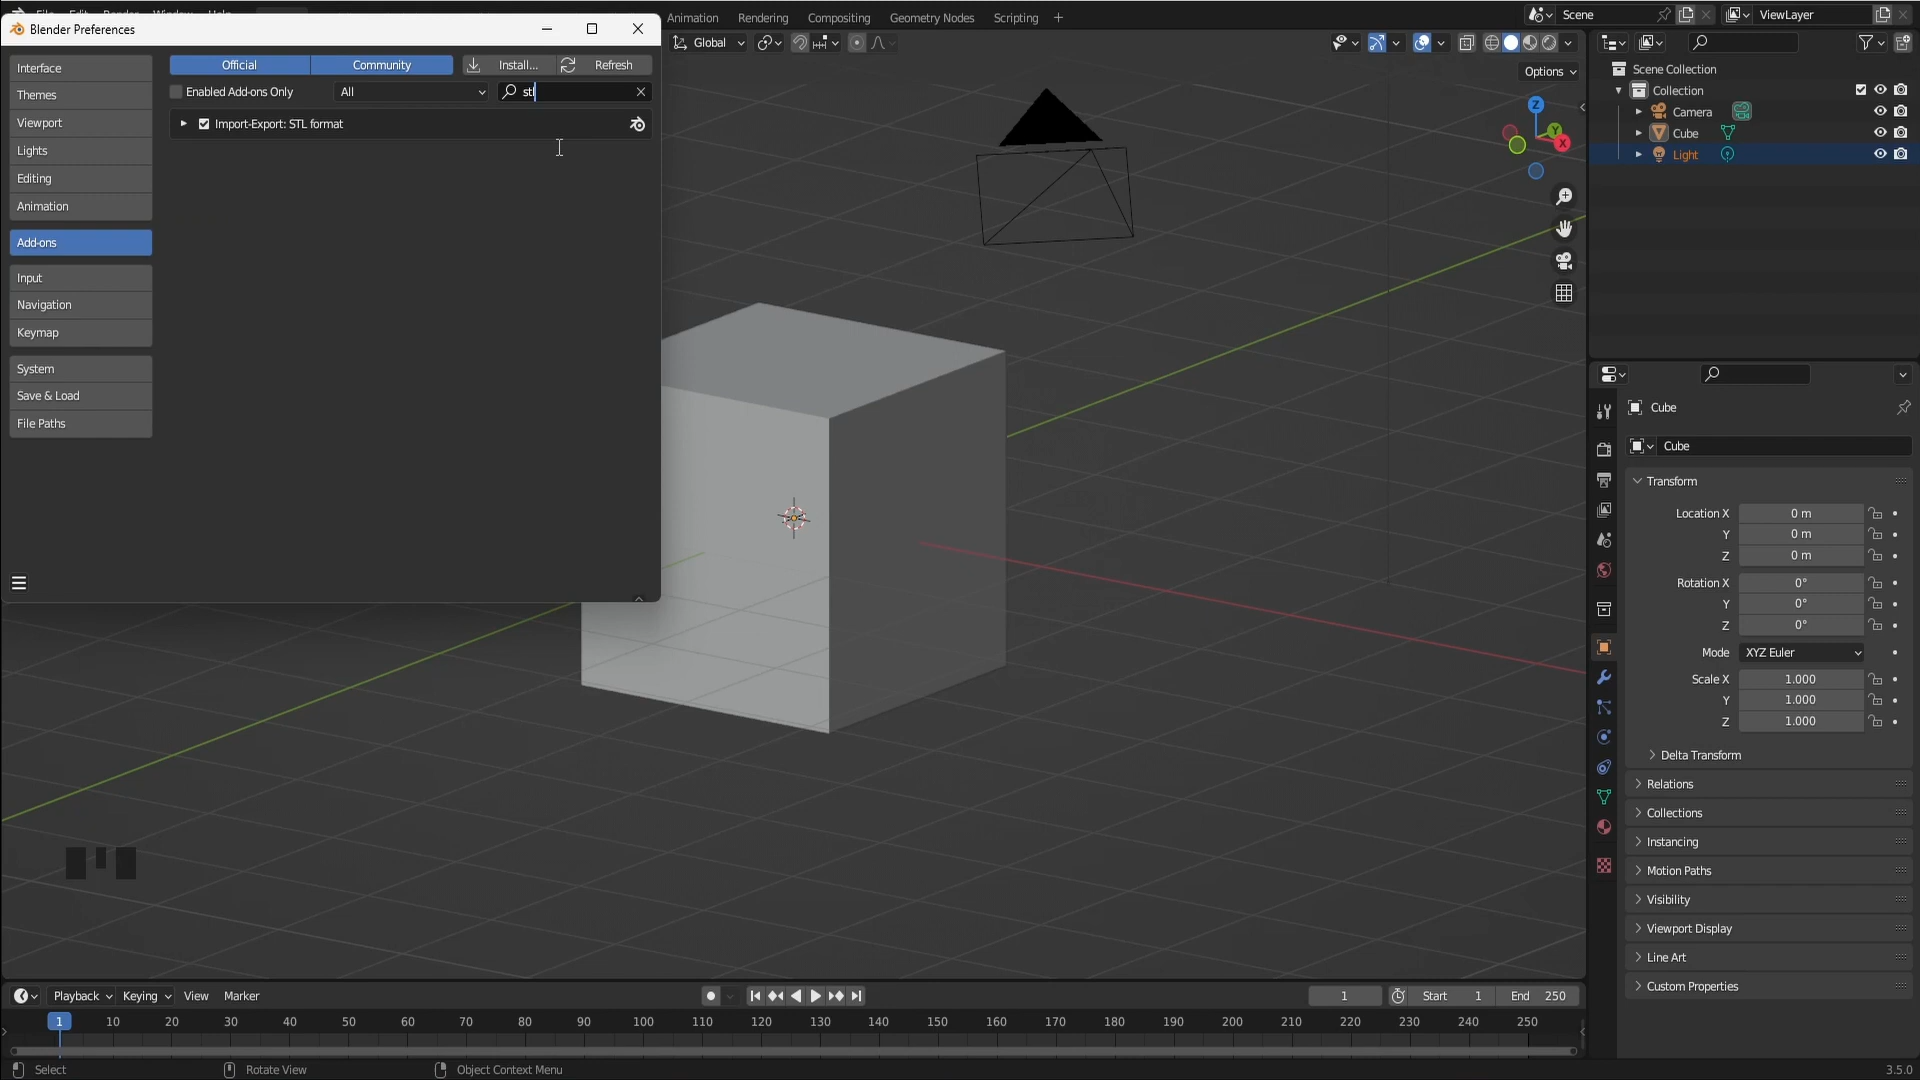 Blender Preferences
Animation
Rendering
Compositing
Geometry Nodes
Scripting
Scene
ViewLayer
Interface
Themes
Viewport
Lights
Editing
Animation
Add-ons
Input
Navigation
Keymap
System
Save & Load
File Paths
Official
Community
Install...
Refresh
Enabled Add-ons Only
All
stl
Import-Export: STL format
Global
Options
Z
Y
X
Scene Collection
Collection
Camera
Cube
Light
Cube
Cube
Transform
Location X 0 m
Y 0 m
Z 0 m
Rotation X 0°
Y 0°
Z 0°
Mode XYZ Euler
Scale X 1.000
Y 1.000
Z 1.000
Delta Transform
Relations
Collections
Instancing
Motion Paths
Visibility
Viewport Display
Line Art
Custom Properties
Playback
Keying
View
Marker
1
Start 1
End 250
1 10 20 30 40 50 60 70 80 90 100 110 120 130 140 150 160 170 180 190 200 210 220 230 240 250
Select
Rotate View
Object Context Menu
3.5.0